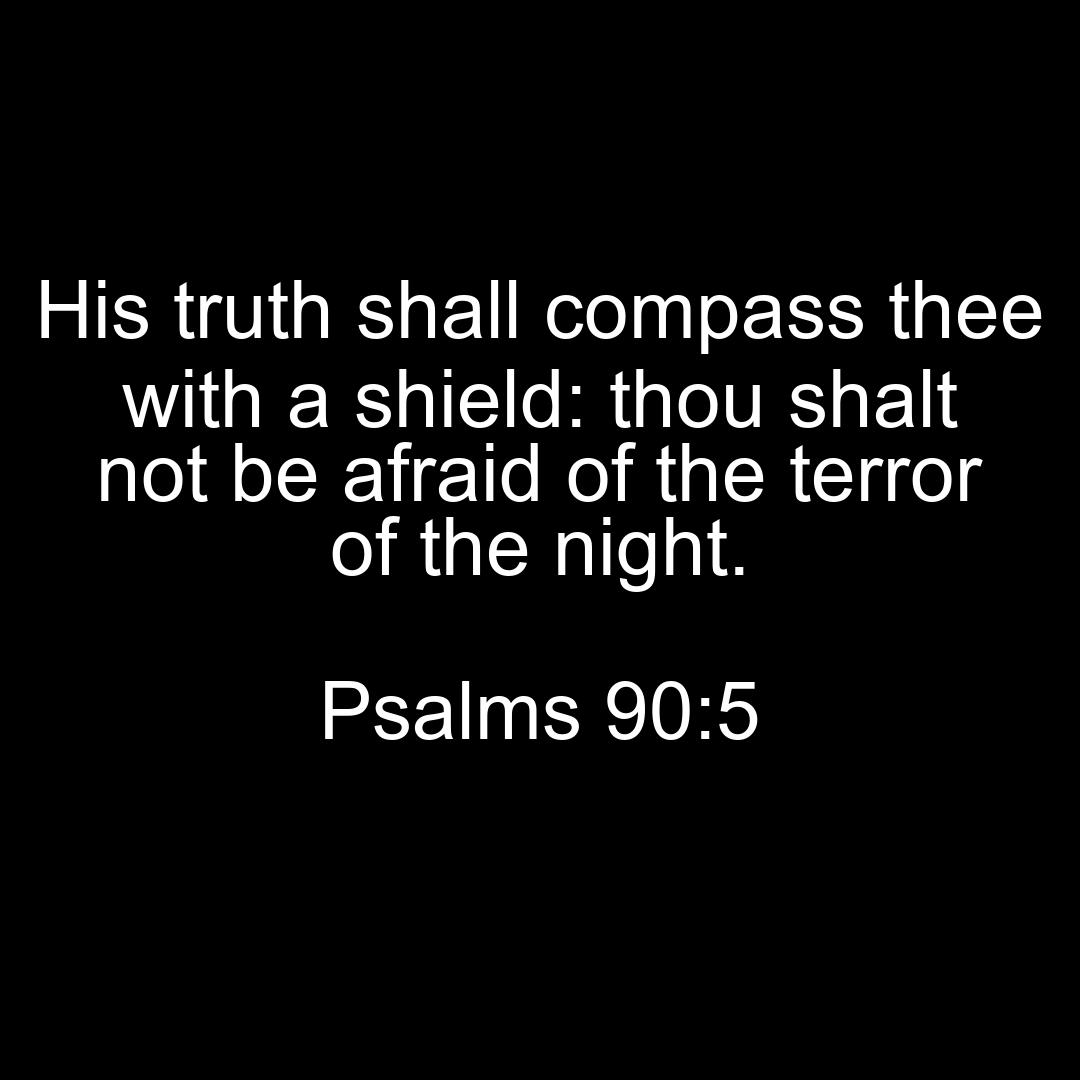 His truth shall compass thee
with a shield: thou shalt
not be afraid of the terror
of the night.
Psalms 90:5